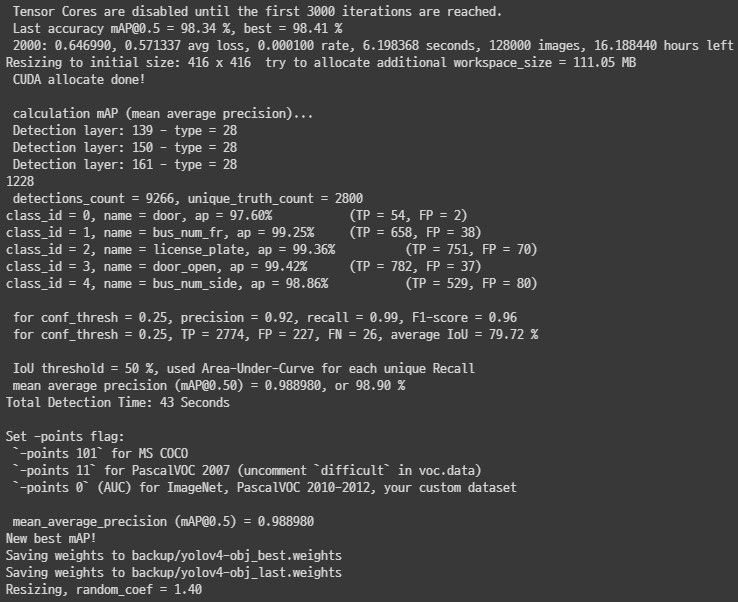 Tensor Cores are disabled until the first 3000 iterations are reached.
Last accuracy mAP@0.5 = 98.34 %, best = 98.41 %
2000: 0.646990, 0.571337 avg loss, 0.000100 rate, 6.198368 seconds, 128000 images, 16.188440 hours left
Resizing to initial size: 416 x 416  try to allocate additional workspace_size = 111.05 MB
CUDA allocate done!
calculation mAP (mean average precision)...
Detection layer: 139 - type = 28
Detection layer: 150 - type = 28
Detection layer: 161 - type = 28
1228
detections_count = 9266, unique_truth_count = 2800
class_id = 0, name = door, ap = 97.60%           (TP = 54, FP = 2)
class_id = 1, name = bus_num_fr, ap = 99.25%     (TP = 658, FP = 38)
class_id = 2, name = license_plate, ap = 99.36%          (TP = 751, FP = 70)
class_id = 3, name = door_open, ap = 99.42%      (TP = 782, FP = 37)
class_id = 4, name = bus_num_side, ap = 98.86%           (TP = 529, FP = 80)
for conf_thresh = 0.25, precision = 0.92, recall = 0.99, F1-score = 0.96
for conf_thresh = 0.25, TP = 2774, FP = 227, FN = 26, average IoU = 79.72 %
IoU threshold = 50 %, used Area-Under-Curve for each unique Recall
mean average precision (mAP@0.50) = 0.988980, or 98.90 %
Total Detection Time: 43 Seconds
Set -points flag:
`-points 101` for MS COCO
`-points 11` for PascalVOC 2007 (uncomment `difficult` in voc.data)
`-points 0` (AUC) for ImageNet, PascalVOC 2010-2012, your custom dataset
mean_average_precision (mAP@0.5) = 0.988980
New best mAP!
Saving weights to backup/yolov4-obj_best.weights
Saving weights to backup/yolov4-obj_last.weights
Resizing, random_coef = 1.40